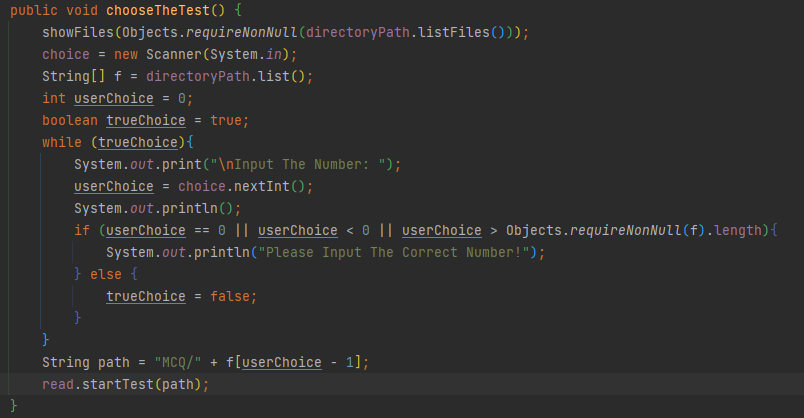 public void chooseTheTest() {
    showFiles(Objects.requireNonNull(directoryPath.listFiles()));
    choice = new Scanner(System.in);
    String[] f = directoryPath.list();
    int userChoice = 0;
    boolean trueChoice = true;
    while (trueChoice){
        System.out.print("\nInput The Number: ");
        userChoice = choice.nextInt();
        System.out.println();
        if (userChoice == 0 || userChoice < 0 || userChoice > Objects.requireNonNull(f).length){
            System.out.println("Please Input The Correct Number!");
        } else {
            trueChoice = false;
        }
    }
    String path = "MCQ/" + f[userChoice - 1];
    read.startTest(path);
}